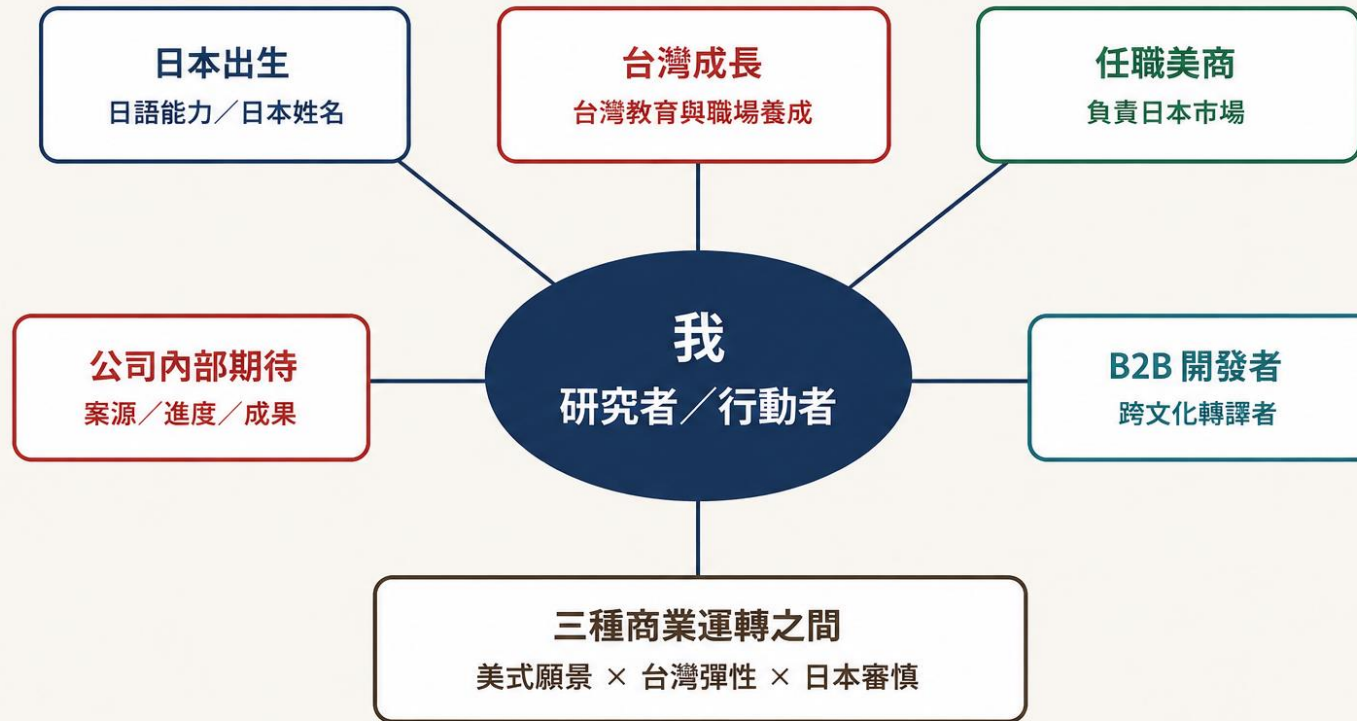 日本出生
日語能力／日本姓名
台灣成長
台灣教育與職場養成
任職美商
負責日本市場
我
研究者／行動者
公司內部期待
案源／進度／成果
B2B 開發者
跨文化轉譯者
三種商業運轉之間
美式願景 × 台灣彈性 × 日本審慎